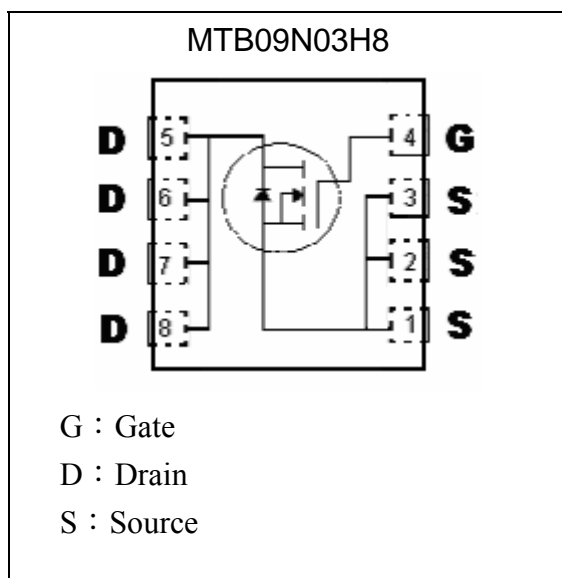 MTB09N03H8
D 5 4 G
D 6 3 S
D 7 2 S
D 8 1 S
G：Gate
D：Drain
S：Source